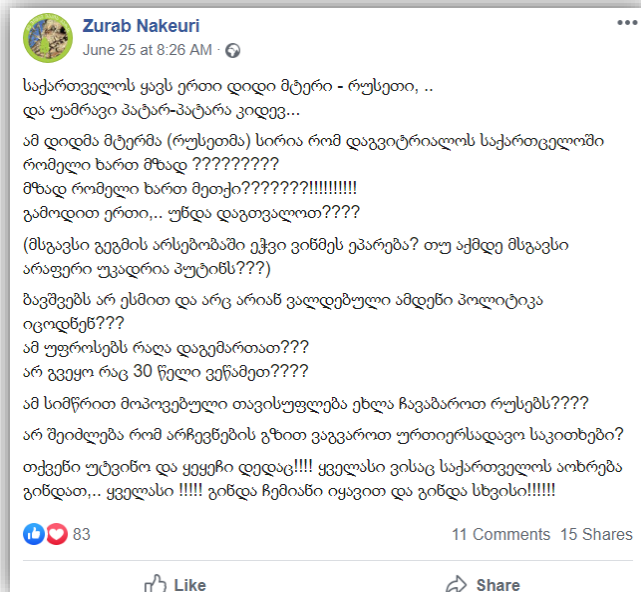 Zurab Nakeuri
June 25 at 8:26 AM ·
საქართველოს ყავს ერთი დიდი მტერი - რუსეთი, ..
და უამრავი პატარ-პატარა კიდევ...
ამ დიდმა მტერმა (რუსეთმა) სირია რომ დაგვიტრიალოს საქართცელოში
რომელი ხართ მზად ?????????
მზად რომელი ხართ მეთქი???????!!!!!!!!!!
გამოდით ერთი,.. უნდა დაგთვალოთ????
(მსგავსი გეგმის არსებობაში ეჭვი ვინმეს ეპარება? თუ აქმდე მსგავსი
არაფერი უკადრია პუტინს???)
ბავშვებს არ ესმით და არც არიან ვალდებული ამდენი პოლიტიკა
იცოდნენ???
ამ უფროსებს რაღა დაგემართათ???
არ გვეყო რაც 30 წელი ვეწამეთ????
ამ სიმწრით მოპოვებული თავისუფლება ეხლა ჩავაბაროთ რუსებს????
არ შეიძლება რომ არჩევნების გზით ვაგვაროთ ურთიერსადავო საკითხები?
თქვენი უტვინო და ყეყეჩი დედაც!!!! ყველასი ვისაც საქართველოს აოხრება
გინდათ,.. ყველასი !!!!! გინდა ჩემიანი იყავით და გინდა სხვისი!!!!!!
83
11 Comments 15 Shares
Like
Share